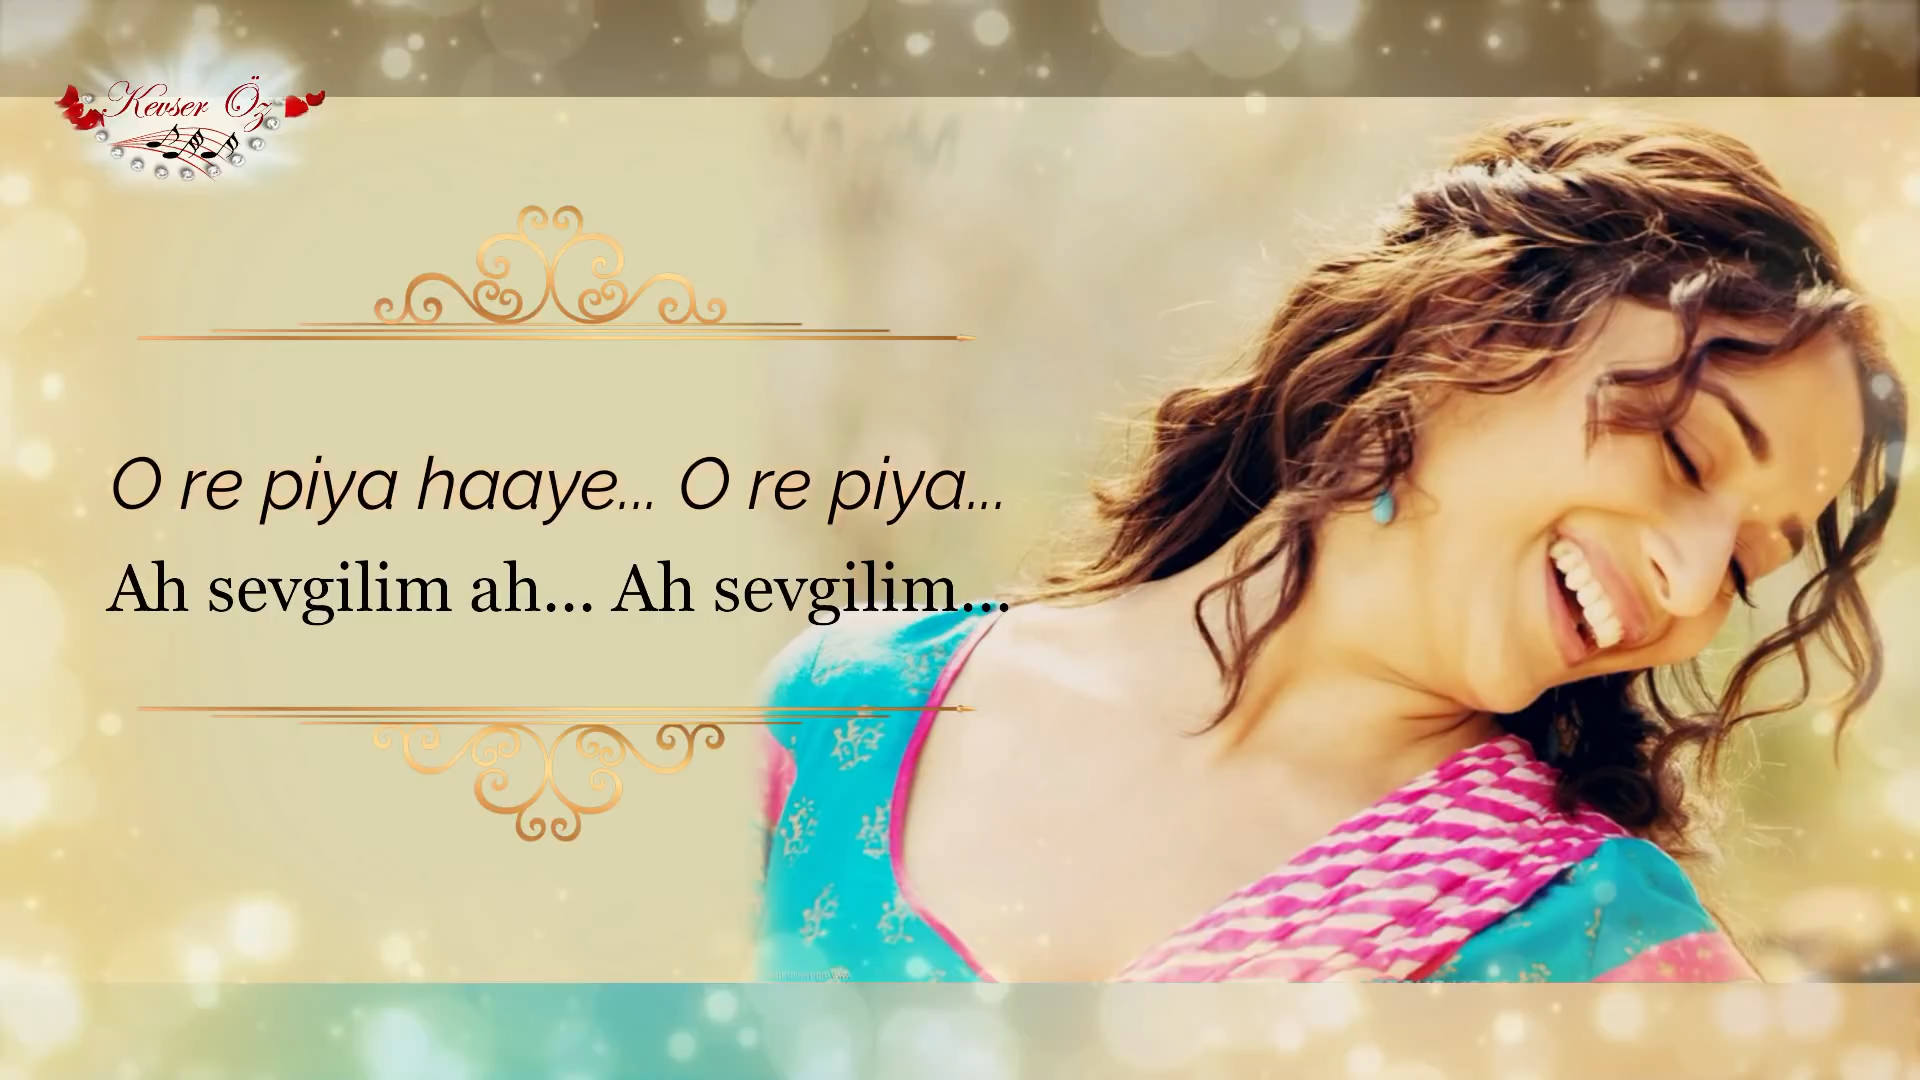 Kevser Öz
O re piya haaye... O re piya...
Ah sevgilim ah... Ah sevgilim...